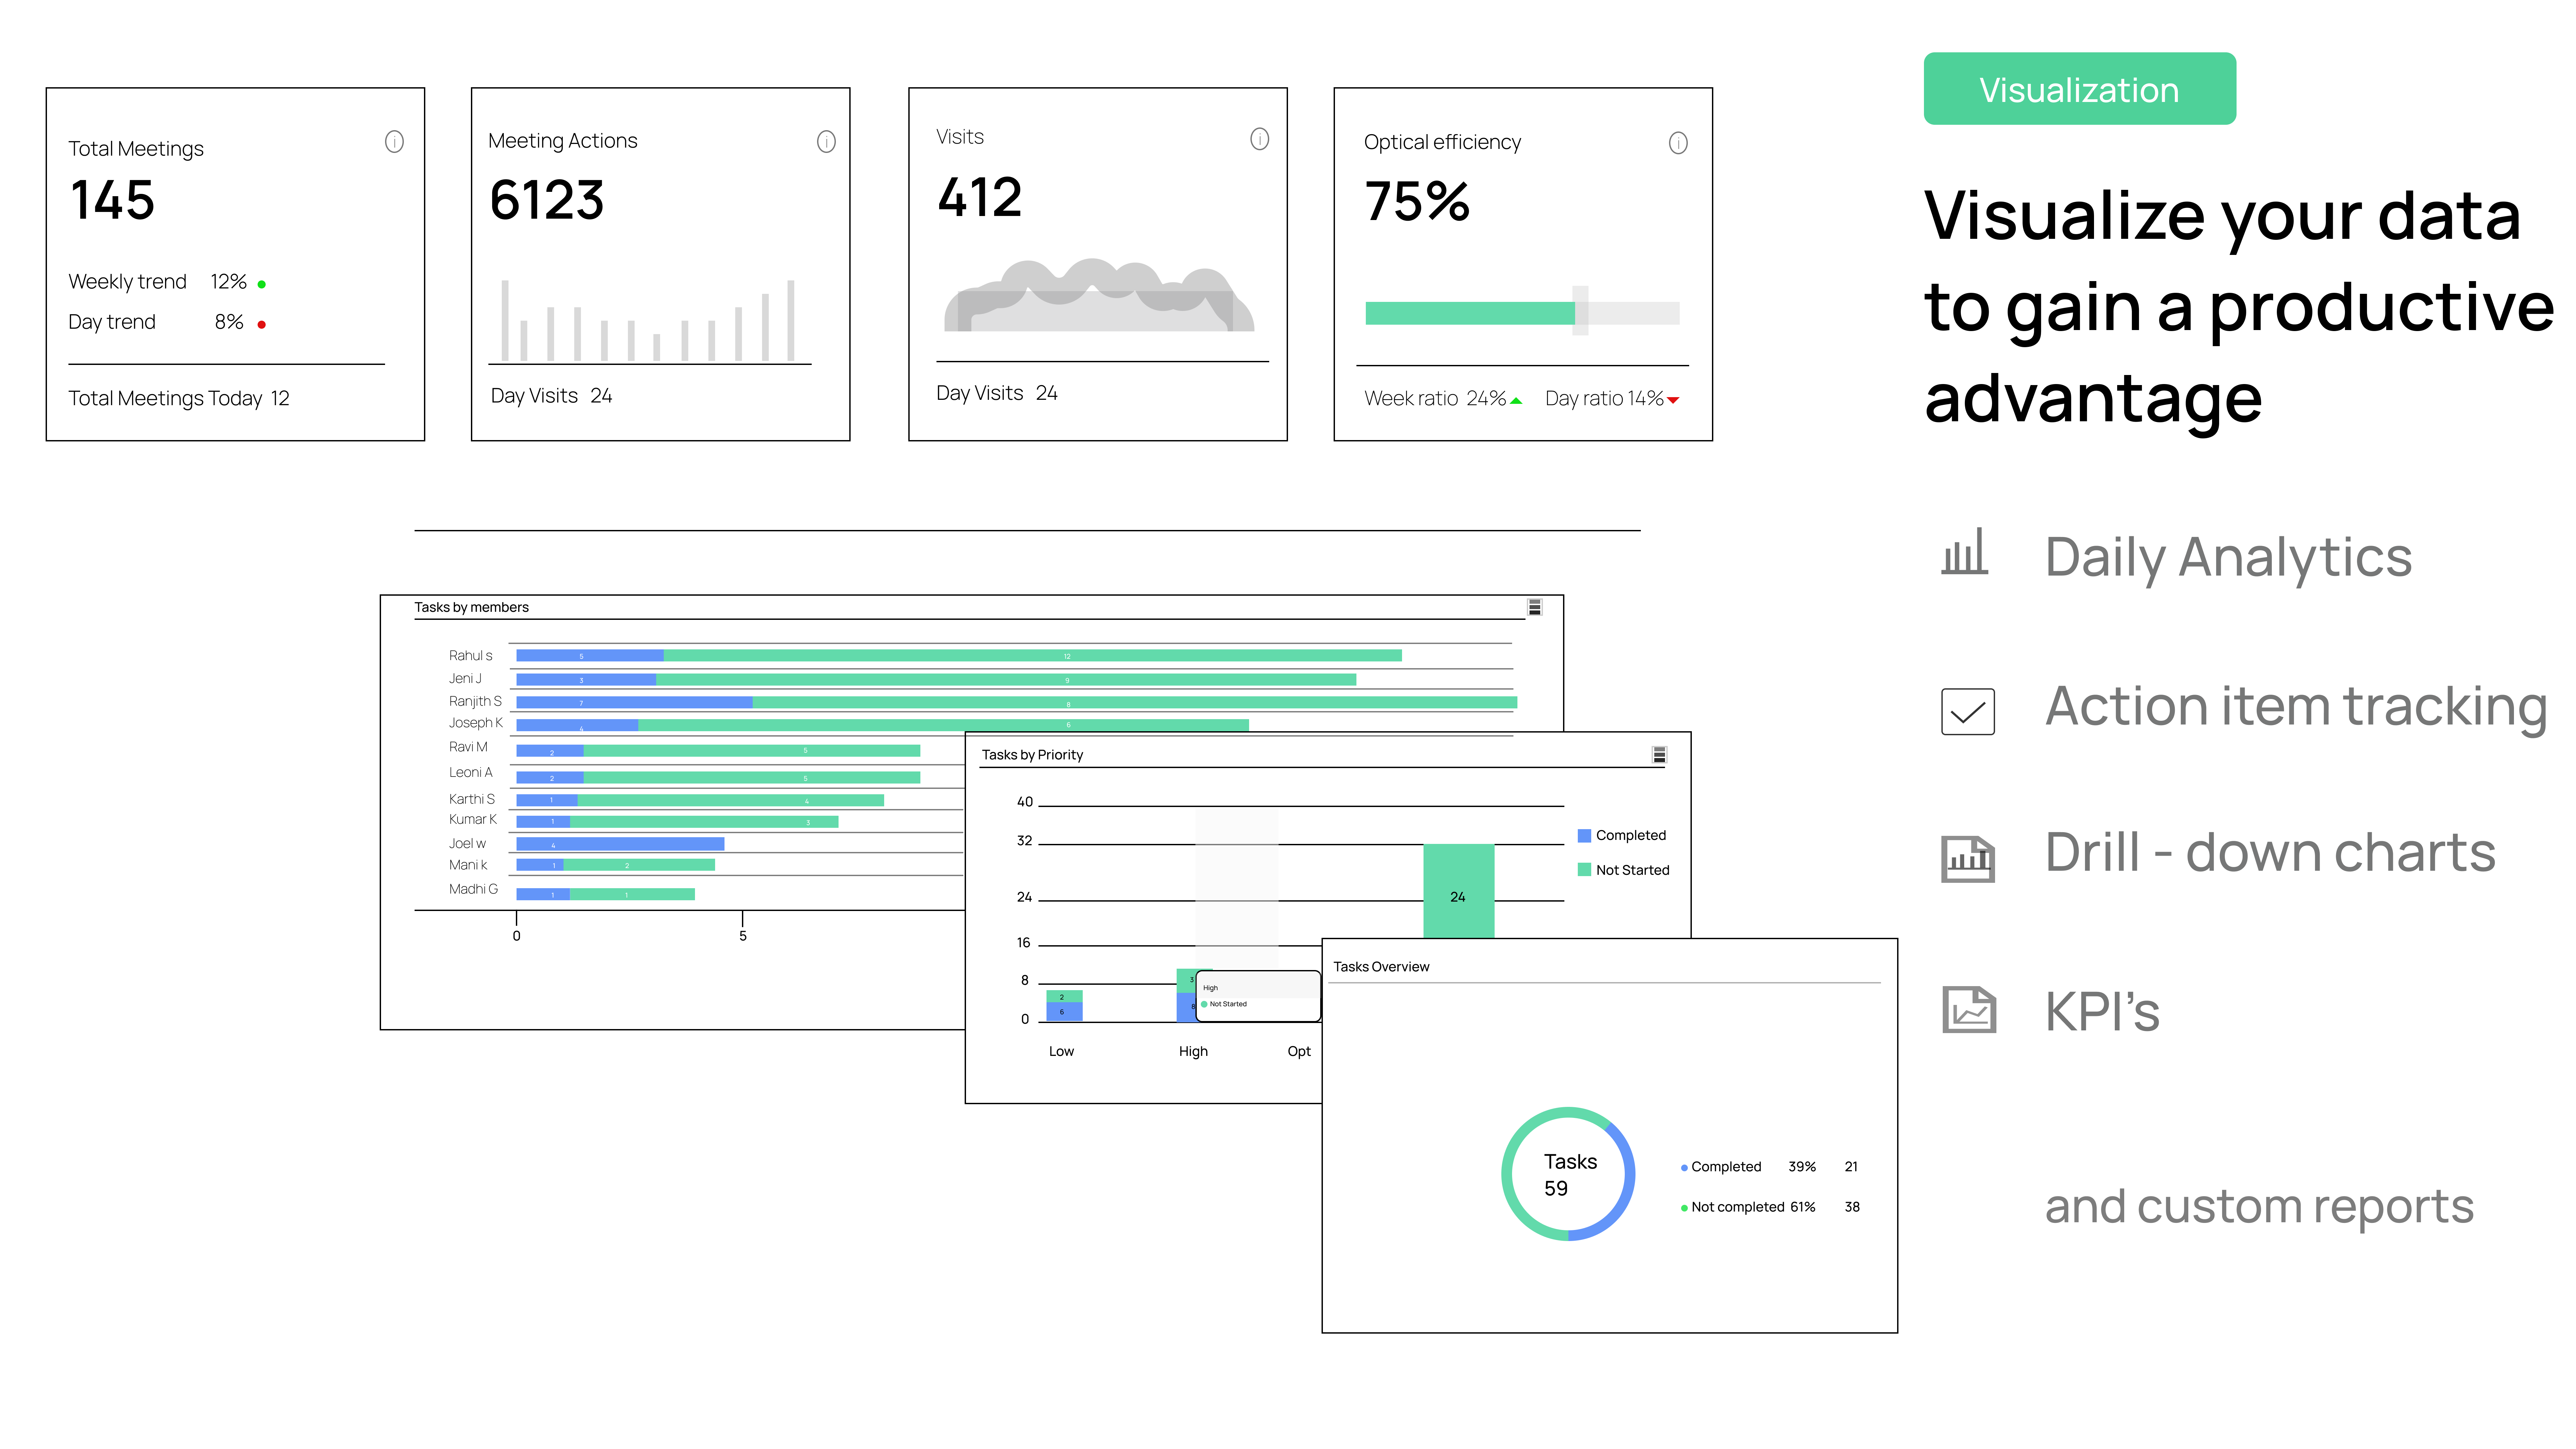 Total Meetings
145
Weekly trend 12%
Day trend 8%
Total Meetings Today 12
Meeting Actions
6123
Day Visits 24
Visits
412
Day Visits 24
Optical efficiency
75%
Week ratio 24%
Day ratio 14%
Visualization
Visualize your data
to gain a productive
advantage
Daily Analytics
Action item tracking
Drill - down charts
KPI's
and custom reports
Tasks by members
Rahul s 5 12
Jeni J 3 9
Ranjith S 7 8
Joseph K 4 6
Ravi M 2 5
Leoni A 2 5
Karthi S 1 4
Kumar K 1 3
Joel w 4
Mani k 1 2
Madhi G 1 1
0 5
Tasks by Priority
40
32
24
16
8
0
Completed
Not Started
24
2
6
3
8
High
Not Started
Low High Opt
Tasks Overview
Tasks
59
Completed 39% 21
Not completed 61% 38